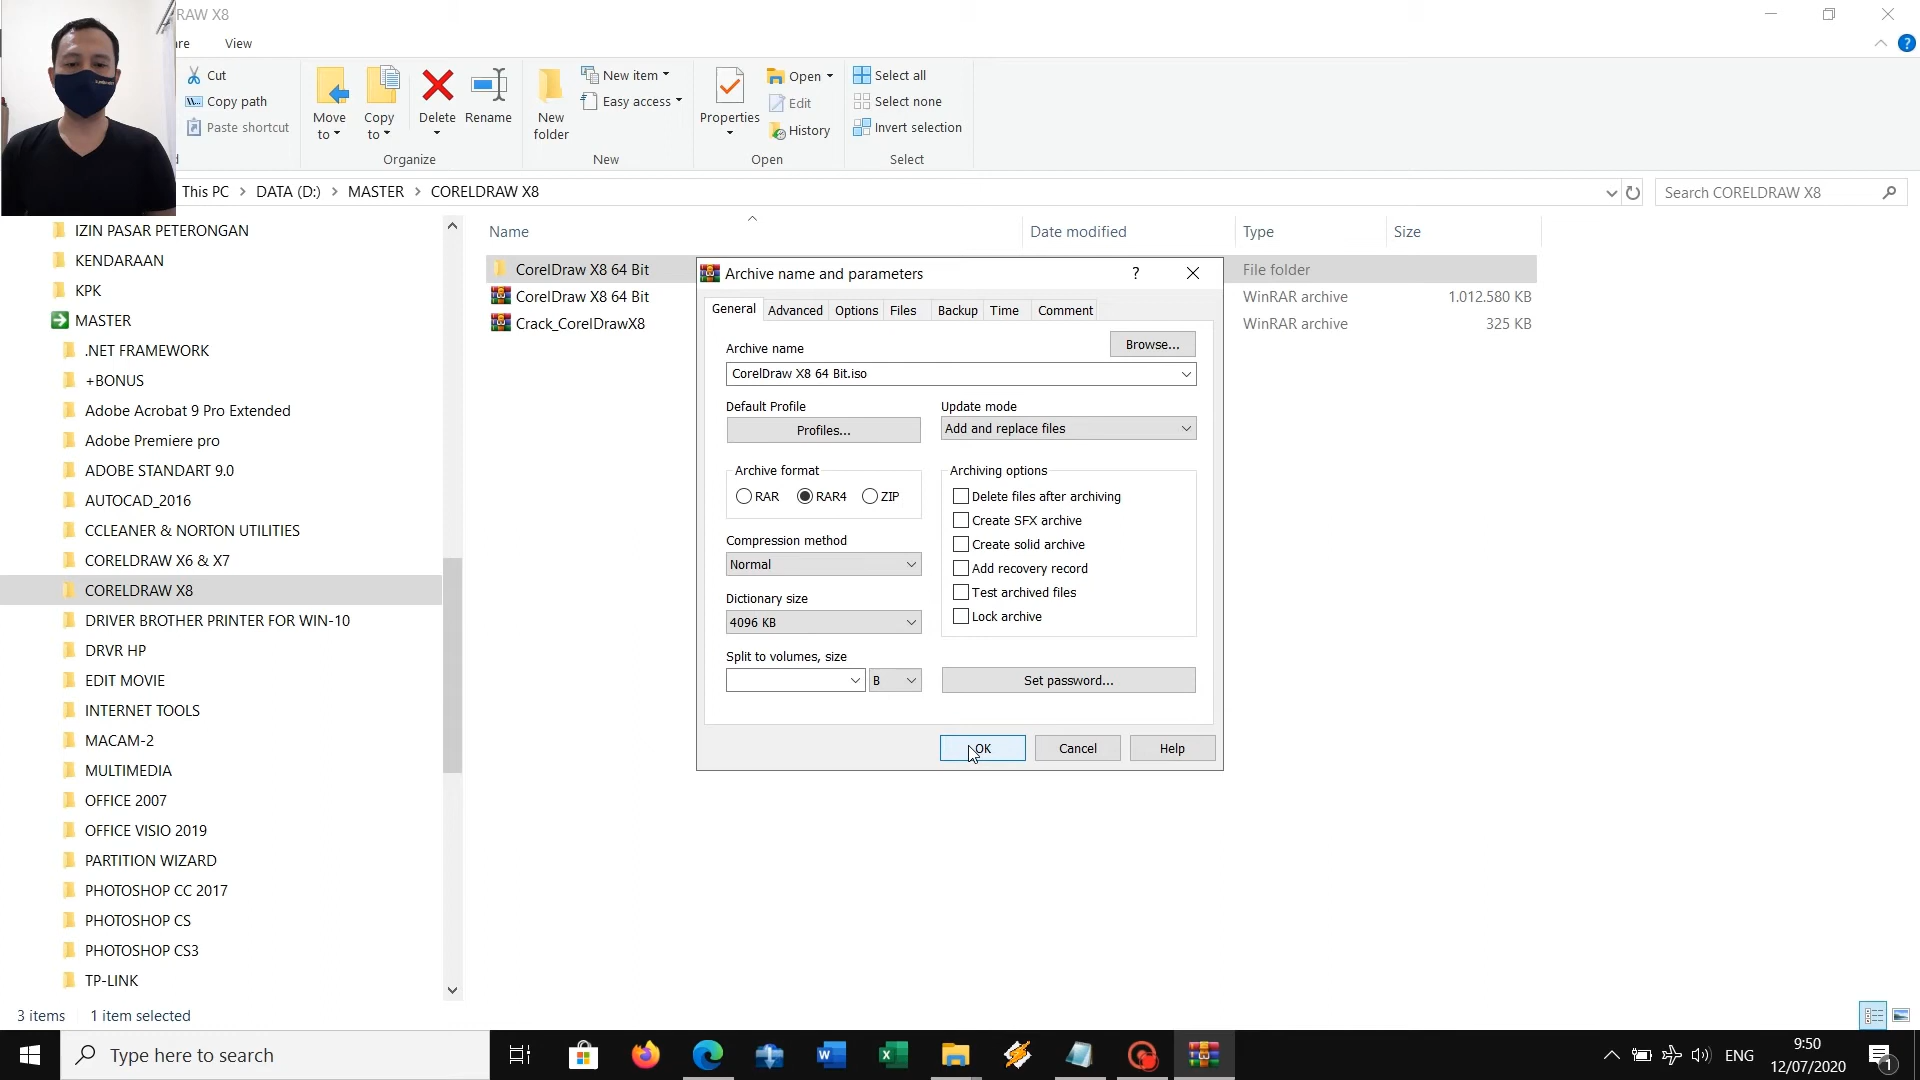 RAW X8
are
View
Cut
Copy path
Paste shortcut
Move to
Copy to
Delete
Rename
Organize
New folder
New item
Easy access
New
Properties
Open
Edit
History
Open
Select all
Select none
Invert selection
Select
This PC > DATA (D:) > MASTER > CORELDRAW X8
Search CORELDRAW X8
IZIN PASAR PETERONGAN
KENDARAAN
KPK
MASTER
.NET FRAMEWORK
+BONUS
Adobe Acrobat 9 Pro Extended
Adobe Premiere pro
ADOBE STANDART 9.0
AUTOCAD_2016
CCLEANER & NORTON UTILITIES
CORELDRAW X6 & X7
CORELDRAW X8
DRIVER BROTHER PRINTER FOR WIN-10
DRVR HP
EDIT MOVIE
INTERNET TOOLS
MACAM-2
MULTIMEDIA
OFFICE 2007
OFFICE VISIO 2019
PARTITION WIZARD
PHOTOSHOP CC 2017
PHOTOSHOP CS
PHOTOSHOP CS3
TP-LINK
Name Date modified Type Size
CorelDraw X8 64 Bit File folder
CorelDraw X8 64 Bit WinRAR archive 1.012.580 KB
Crack_CorelDrawX8 WinRAR archive 325 KB
Archive name and parameters ?
General Advanced Options Files Backup Time Comment
Archive name
Browse...
CorelDraw X8 64 Bit.iso
Default Profile
Profiles...
Update mode
Add and replace files
Archive format
RAR RAR4 ZIP
Compression method
Normal
Dictionary size
4096 KB
Split to volumes, size
B
Archiving options
Delete files after archiving
Create SFX archive
Create solid archive
Add recovery record
Test archived files
Lock archive
Set password...
OK Cancel Help
3 items 1 item selected
Type here to search
ENG
9:50
12/07/2020
1